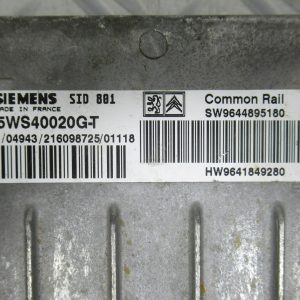 SIEMENS SID 801
MADE IN FRANCE
5WS40020G-T
/04943/216098725/01118
Common Rail
SW9644895180
HW9641849280